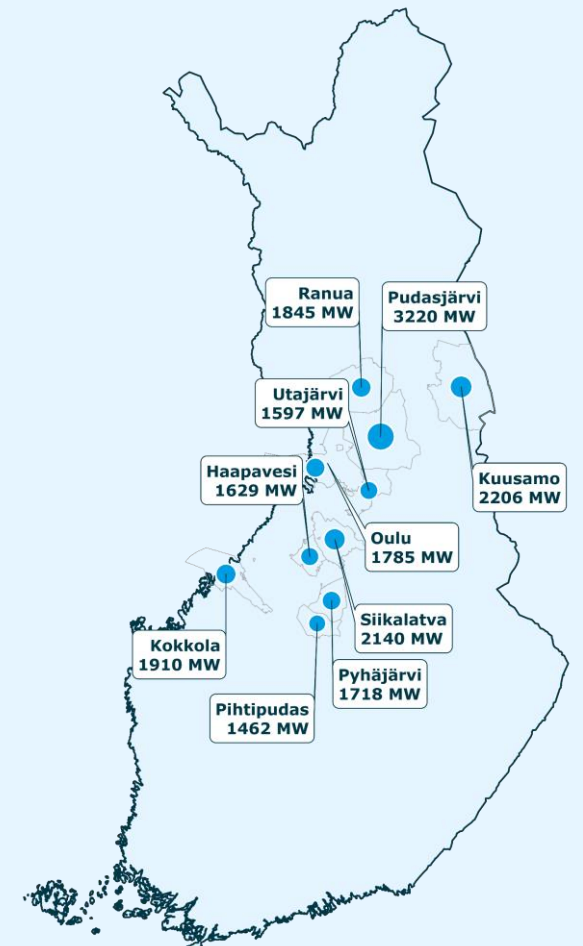 Ranua
1845 MW
Pudasjärvi
3220 MW
Utajärvi
1597 MW
Haapavesi
1629 MW
Kuusamo
2206 MW
Oulu
1785 MW
Siikalatva
2140 MW
Kokkola
1910 MW
Pyhäjärvi
1718 MW
Pihtipudas
1462 MW